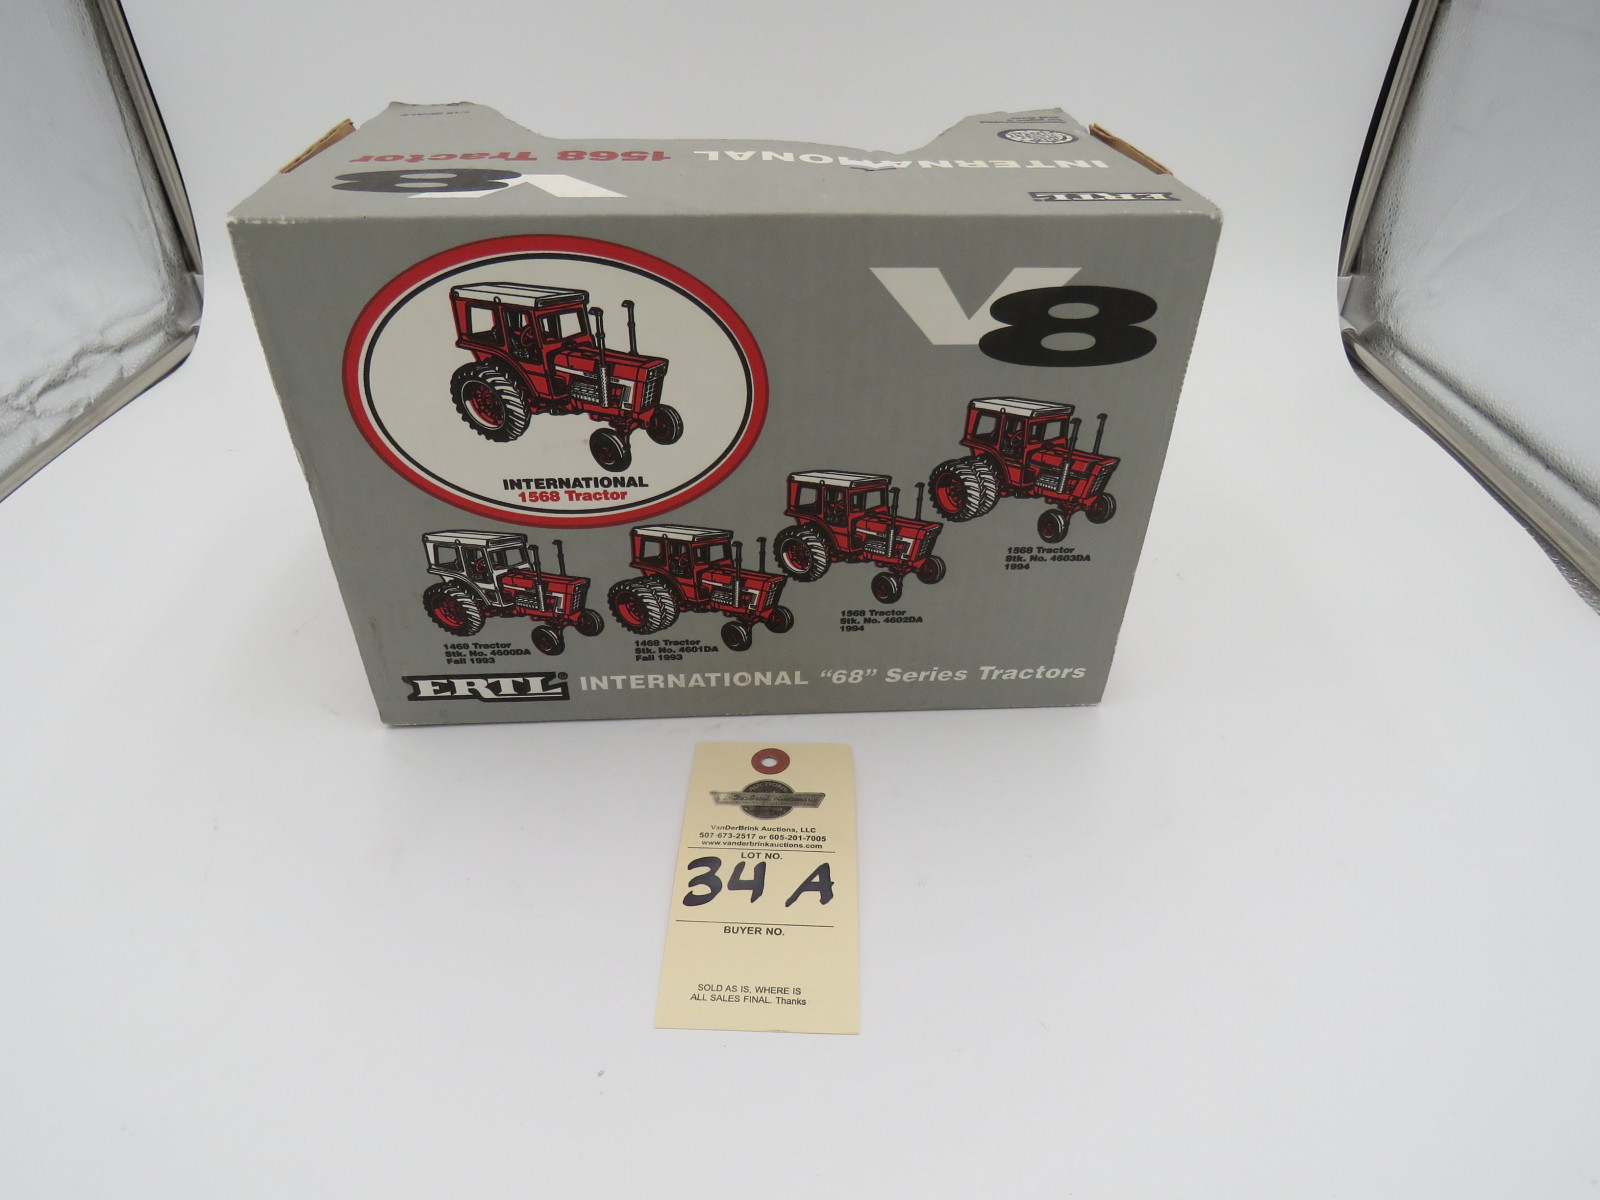 INTERNATIONAL 1568 Tractor
V8
ERTL
V8
INTERNATIONAL
1568 Tractor
1568 Tractor
Stk. No. 4603DA
1994
1568 Tractor
Stk. No. 4602DA
1994
1468 Tractor
Stk. No. 4600DA
Fall 1993
1468 Tractor
Stk. No. 4601DA
Fall 1993
ERTL® INTERNATIONAL "68" Series Tractors
VanDerBrink Auctions, LLC
507-673-2517 or 605-201-7005
www.vanderbrinkauctions.com
LOT NO.
34 A
BUYER NO.
SOLD AS IS, WHERE IS
ALL SALES FINAL. Thanks